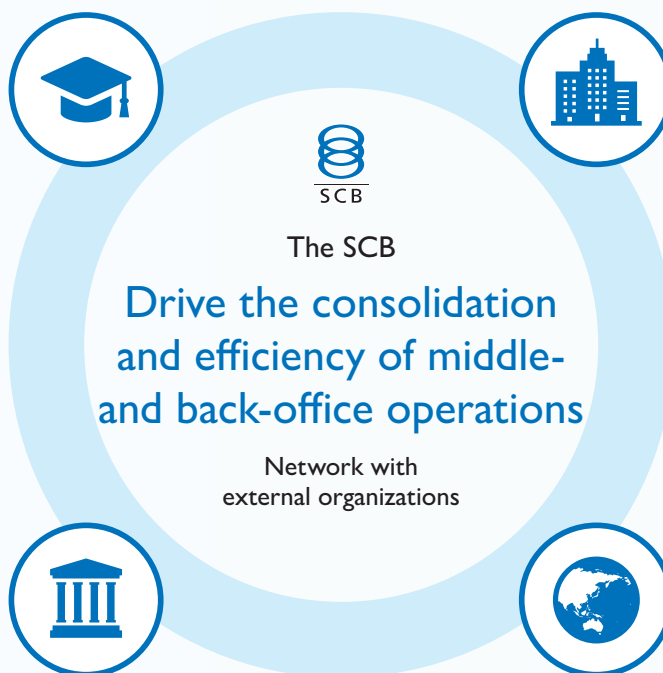 SCB
The SCB
Drive the consolidation
and efficiency of middle-
and back-office operations
Network with
external organizations